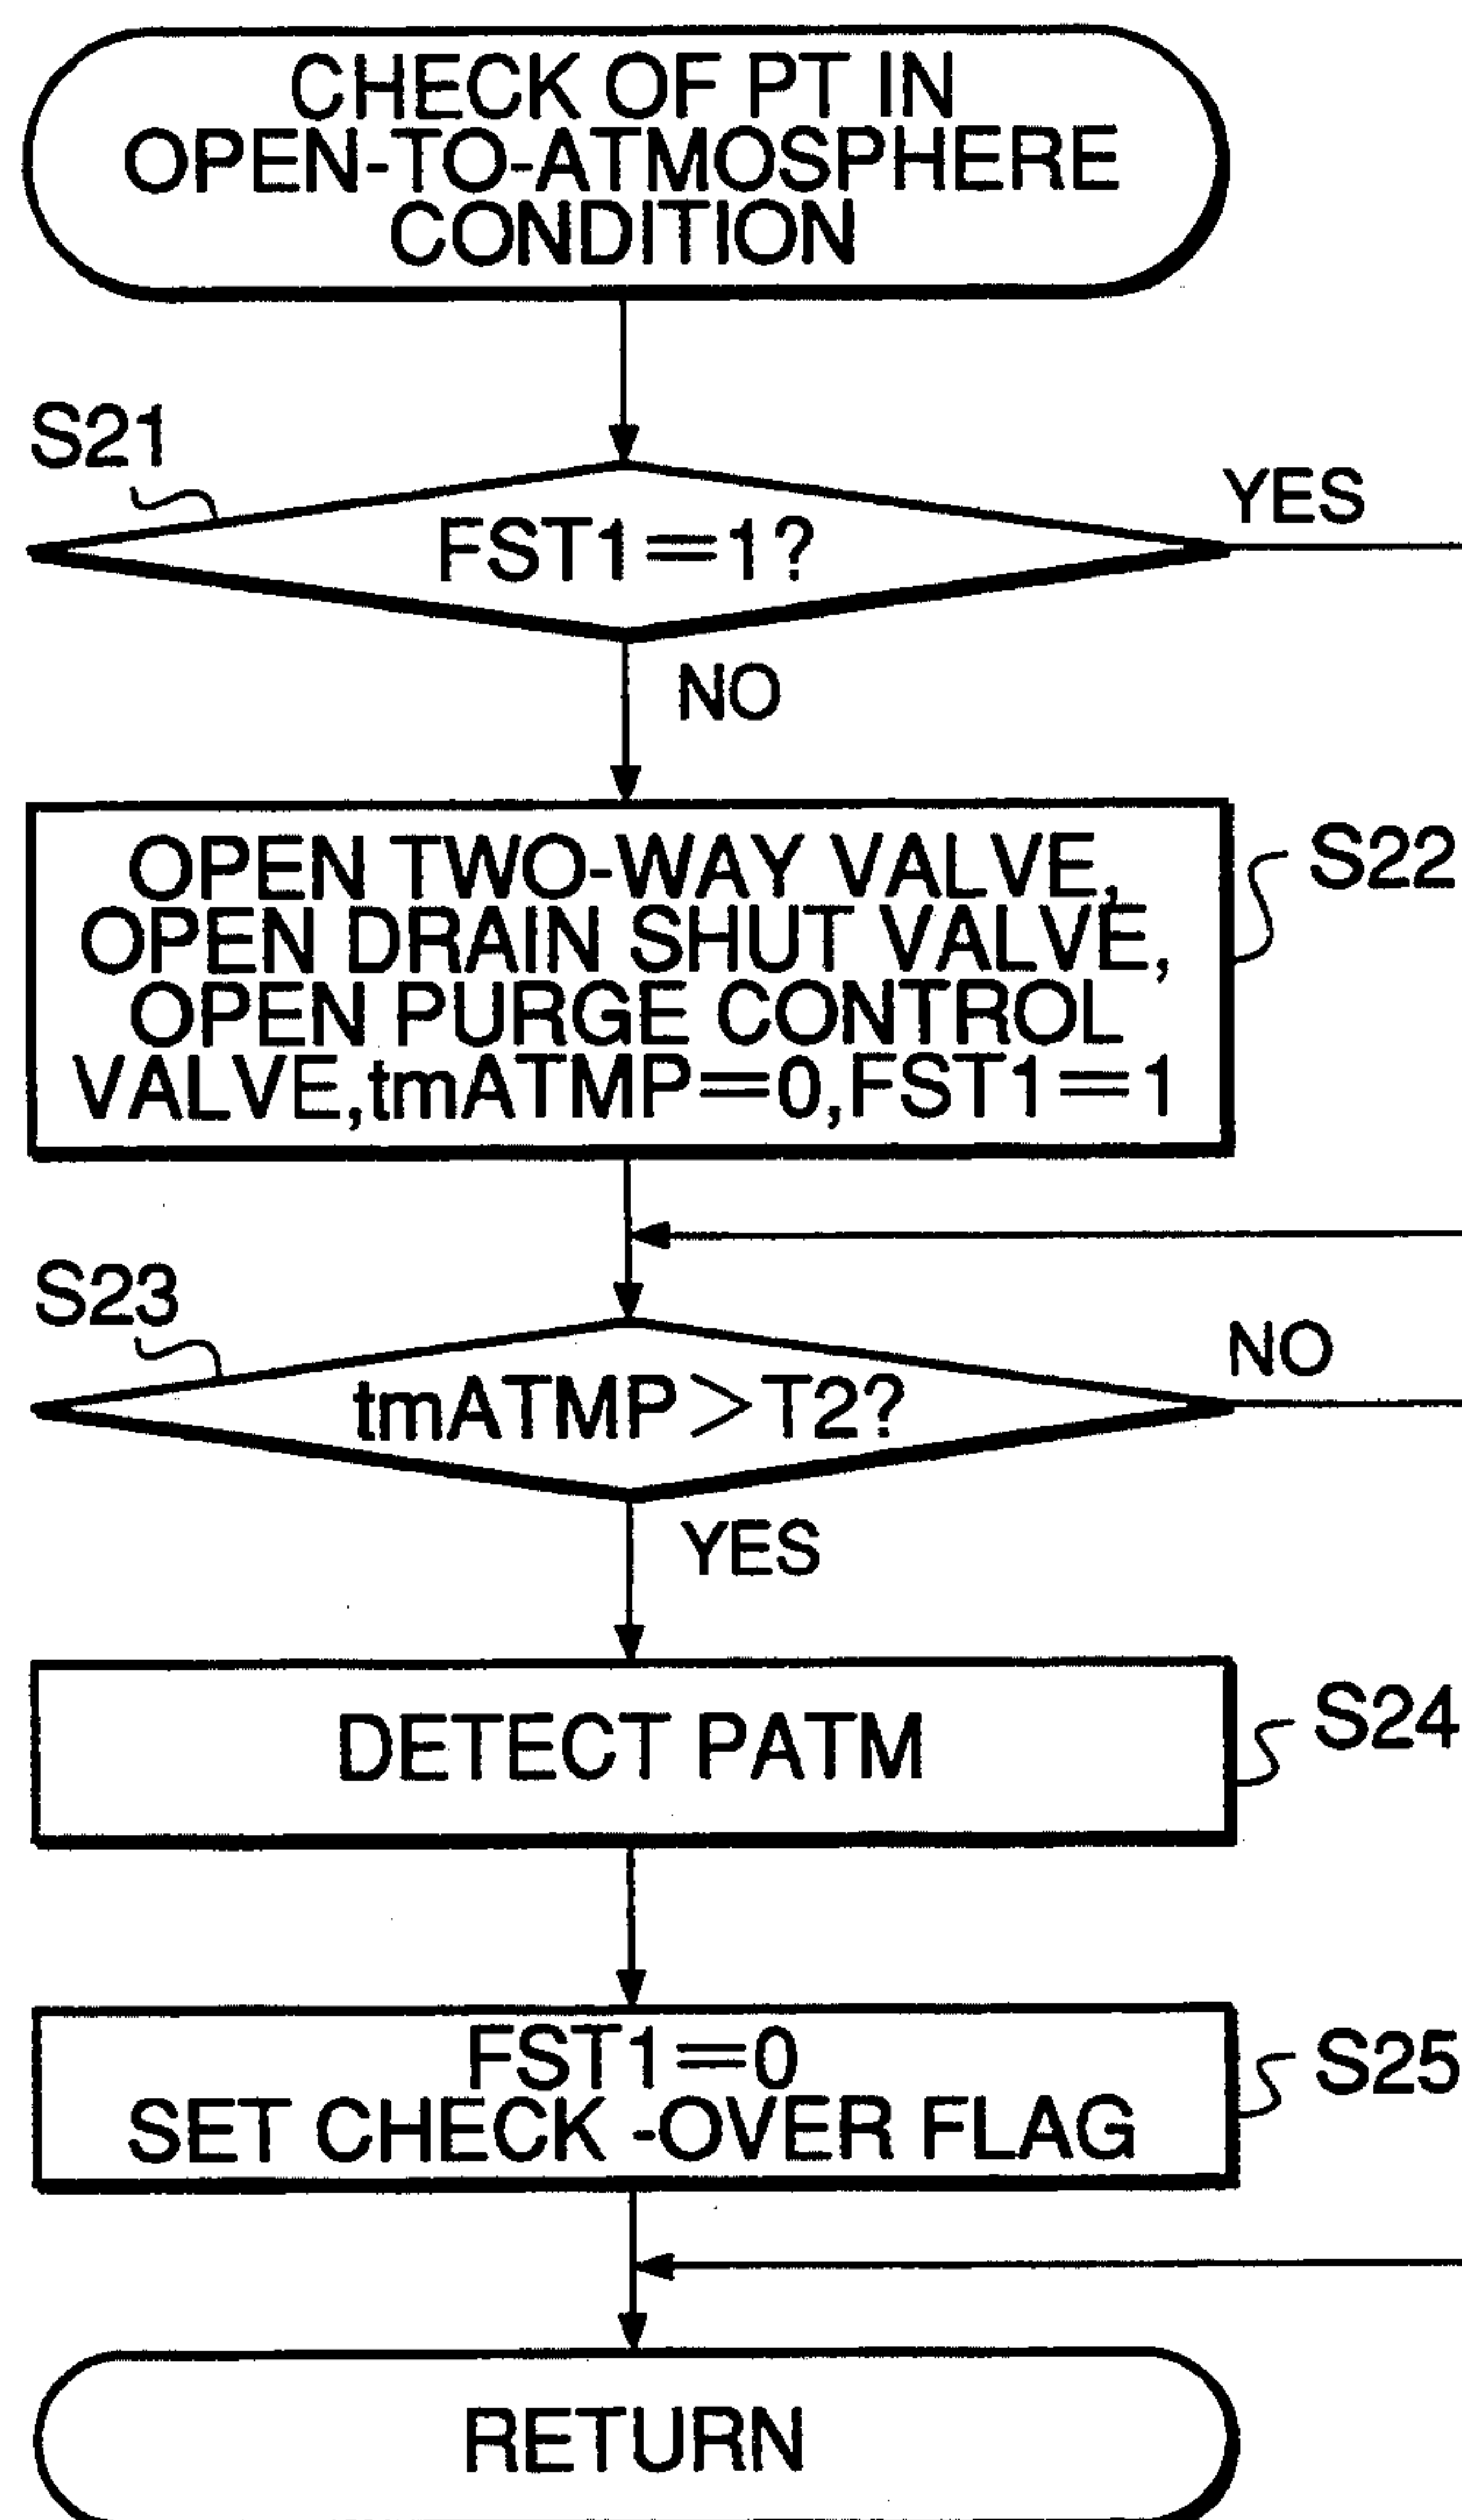 CHECK OF PT IN
OPEN-TO-ATMOSPHERE
CONDITION
S21
FST1=1?
YES
NO
OPEN TWO-WAY VALVE,
OPEN DRAIN SHUT VALVE,
OPEN PURGE CONTROL
VALVE,tmATMP=0,FST1=1
S22
S23
tmATMP>T2?
NO
YES
DETECT PATM
S24
FST1=0
SET CHECK -OVER FLAG
S25
RETURN